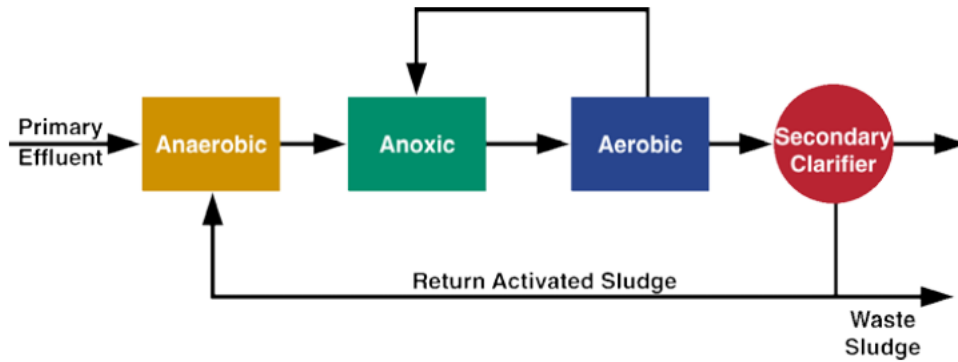 Primary
Effluent
Anaerobic
Anoxic
Aerobic
Secondary
Clarifier
Return Activated Sludge
Waste
Sludge